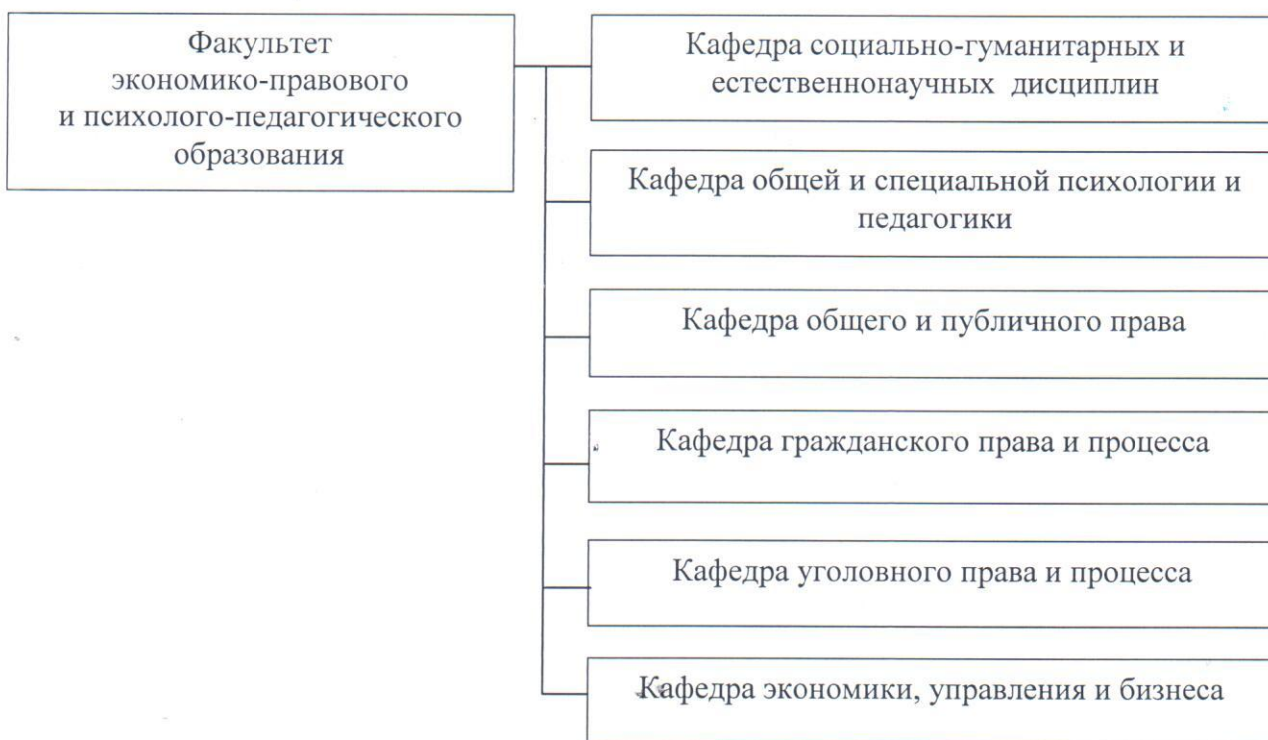 Факультет
экономико-правового
и психолого-педагогического
образования
Кафедра социально-гуманитарных и
естественнонаучных дисциплин
Кафедра общей и специальной психологии и
педагогики
Кафедра общего и публичного права
Кафедра гражданского права и процесса
Кафедра уголовного права и процесса
Кафедра экономики, управления и бизнеса